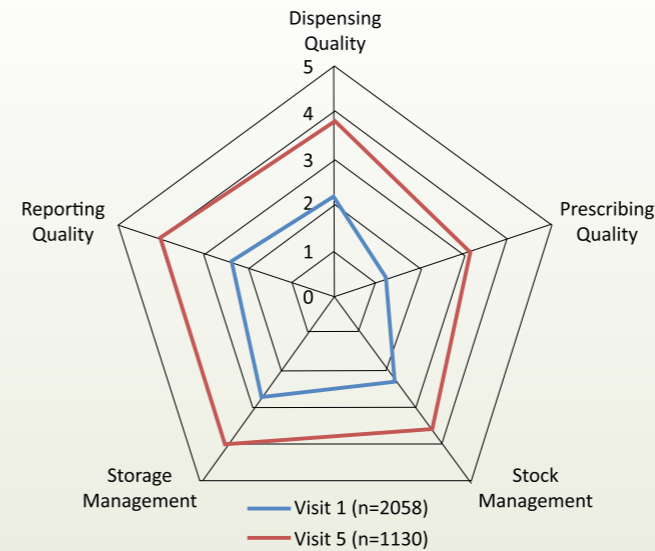 Dispensing
Quality
5
4
3
2
1
0
Reporting
Quality
Prescribing
Quality
Storage
Management
Stock
Management
Visit 1 (n=2058)
Visit 5 (n=1130)